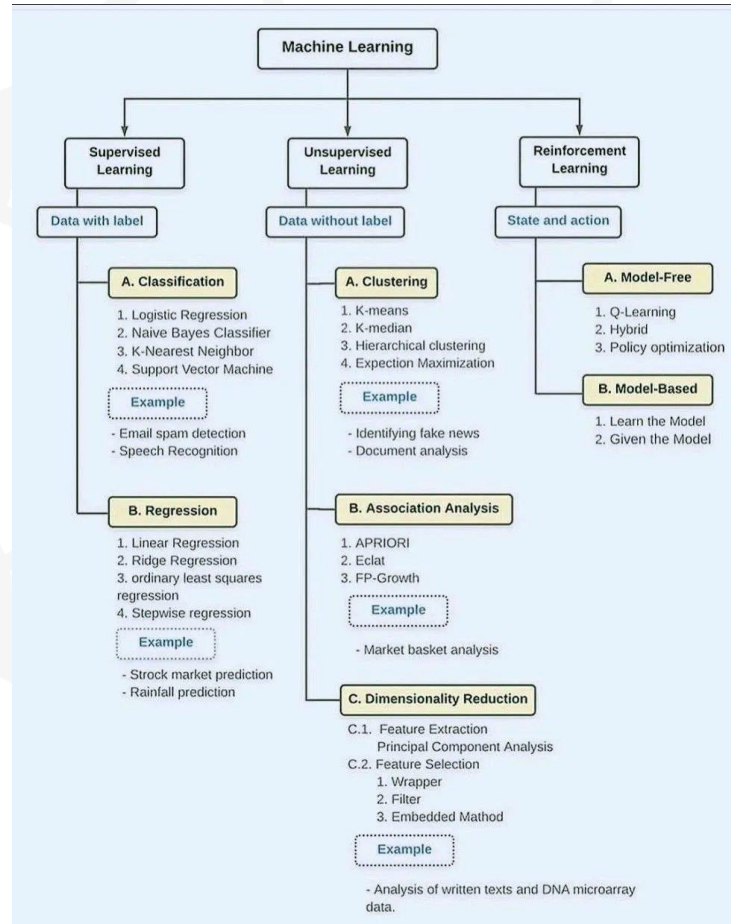 Machine Learning
Supervised
Learning
Data with label
A. Classification
1. Logistic Regression
2. Naive Bayes Classifier
3. K-Nearest Neighbor
4. Support Vector Machine
Example
- Email spam detection
- Speech Recognition
B. Regression
1. Linear Regression
2. Ridge Regression
3. ordinary least squares
regression
4. Stepwise regression
Example
- Strock market prediction
- Rainfall prediction
Unsupervised
Learning
Data without label
A. Clustering
1. K-means
2. K-median
3. Hierarchical clustering
4. Expection Maximization
Example
- Identifying fake news
- Document analysis
B. Association Analysis
1. APRIORI
2. Eclat
3. FP-Growth
Example
- Market basket analysis
C. Dimensionality Reduction
C.1. Feature Extraction
Principal Component Analysis
C.2. Feature Selection
1. Wrapper
2. Filter
3. Embedded Mathod
Example
- Analysis of written texts and DNA microarray
data.
Reinforcement
Learning
State and action
A. Model-Free
1. Q-Learning
2. Hybrid
3. Policy optimization
B. Model-Based
1. Learn the Model
2. Given the Model